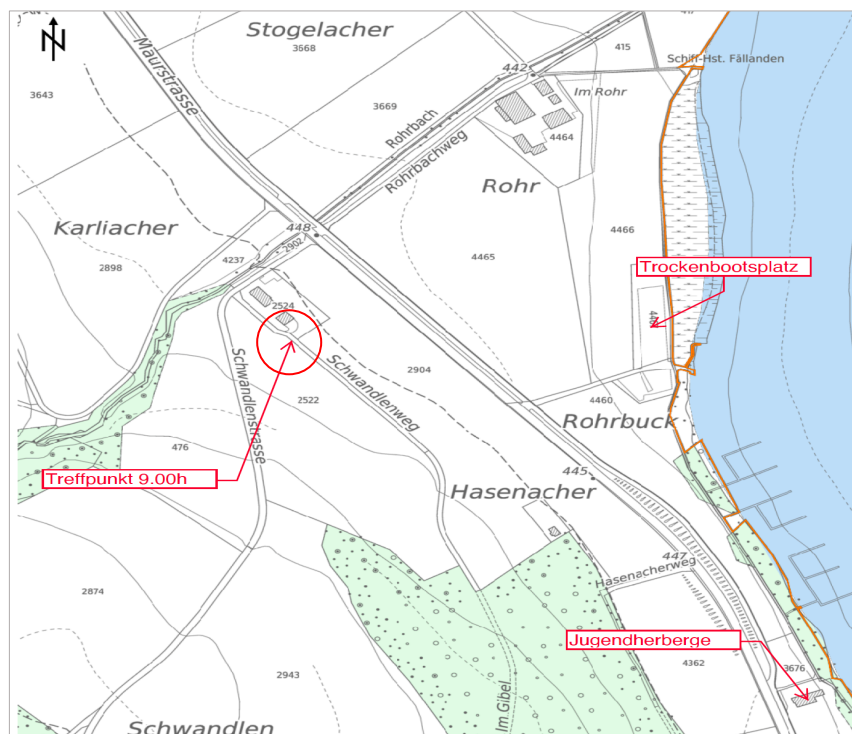 N
Stogelacher
3668
442
415
Schiff-Hst. Fällanden
3643
Maurstrasse
3669
Im Rohr
Rohrbach
Rohrbachweg
4464
Rohr
Karliacher
448
2902
4466
2898
4237
4465
Trockenbootsplatz
2524
Schwandlenweg
2904
Schwandlenstrasse
2522
4460
Rohrbuck
476
Treffpunkt 9.00h
445
Hasenacher
447
Hasenacherweg
2874
Jugendherberge
4362
3676
2943
Im Gibel
Schwandlen